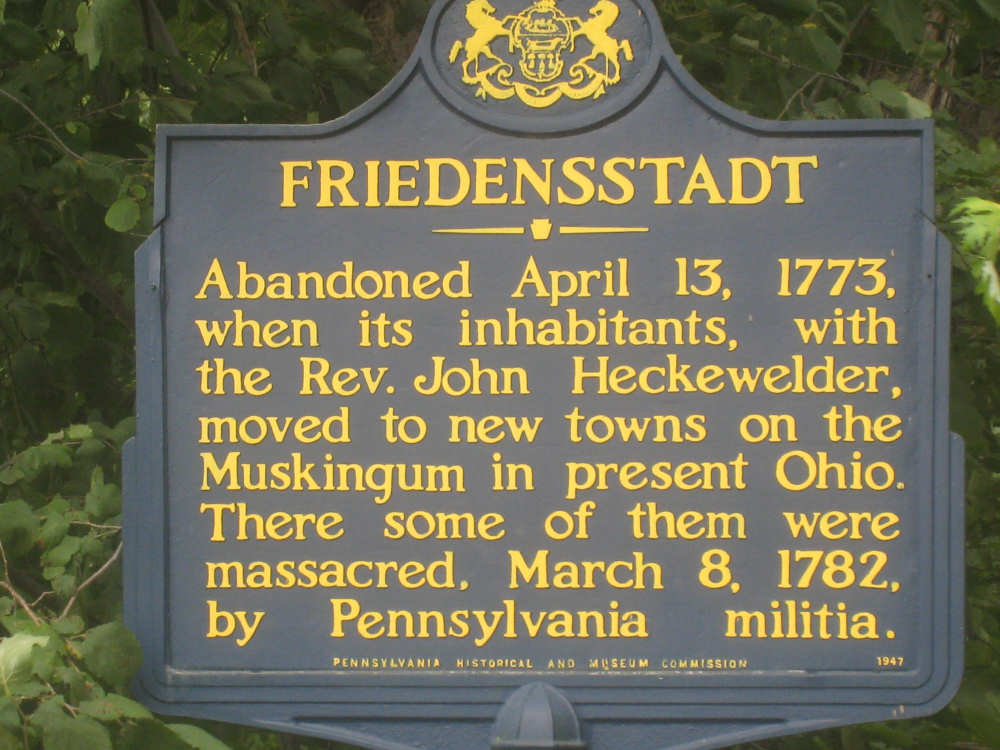 FRIEDENSSTADT
Abandoned April 13, 1773,
when its inhabitants, with
the Rev. John Heckewelder,
moved to new towns on the
Muskingum in present Ohio.
There some of them were
massacred, March 8, 1782,
by Pennsylvania militia.
PENNSYLVANIA HISTORICAL AND MUSEUM COMMISSION 1947